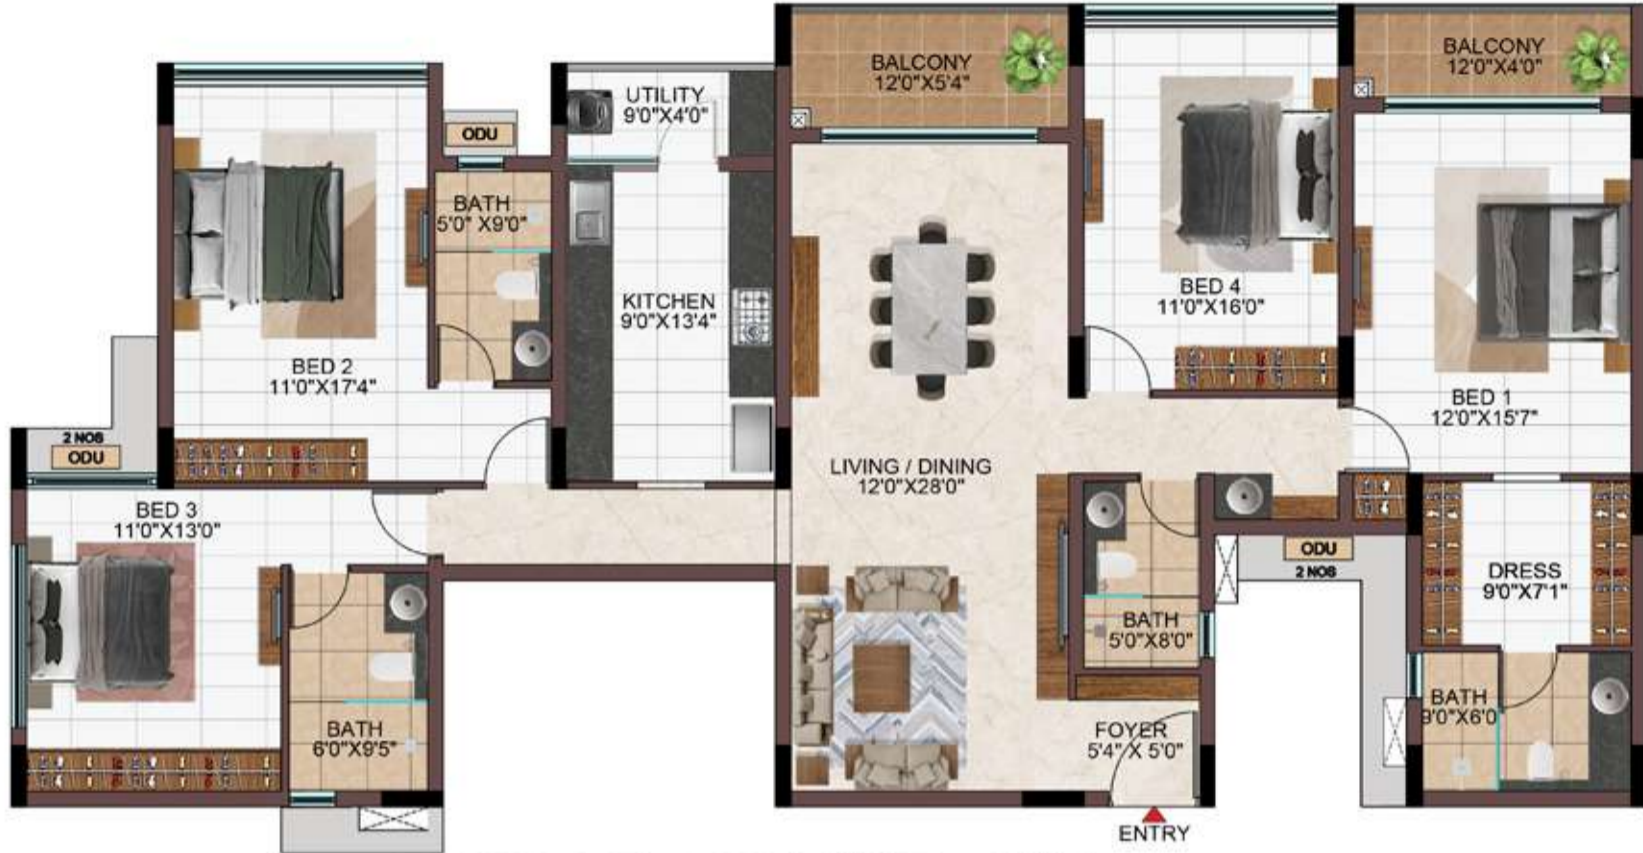 BALCONY
12'0"X5'4"
BALCONY
12'0"X4'0"
UTILITY
9'0"X4'0"
ODU
BATH
5'0" X9'0"
BED 4
11'0"X16'0"
KITCHEN
9'0"X13'4"
BED 2
11'0"X17'4"
BED 1
12'0"X15'7"
2 NOS
ODU
LIVING / DINING
12'0"X28'0"
BED 3
11'0"X13'0"
ODU
2 NOS
DRESS
9'0"X7'1"
BATH
5'0"X8'0"
BATH
9'0"X6'0
BATH
6'0"X9'5"
FOYER
5'4" X 5'0"
ENTRY